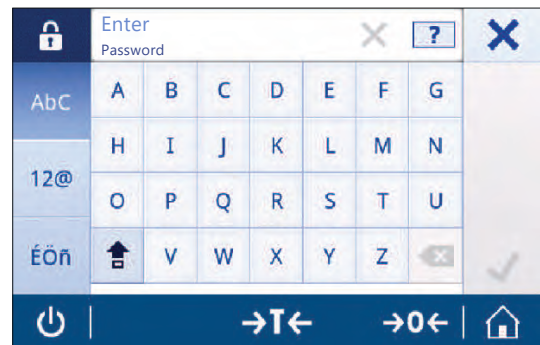 Enter
Password
?
AbC
A B C D E F G
H I J K L M N
12@
O P Q R S T U
ÉÖñ
V W X Y Z
→T←
→0←